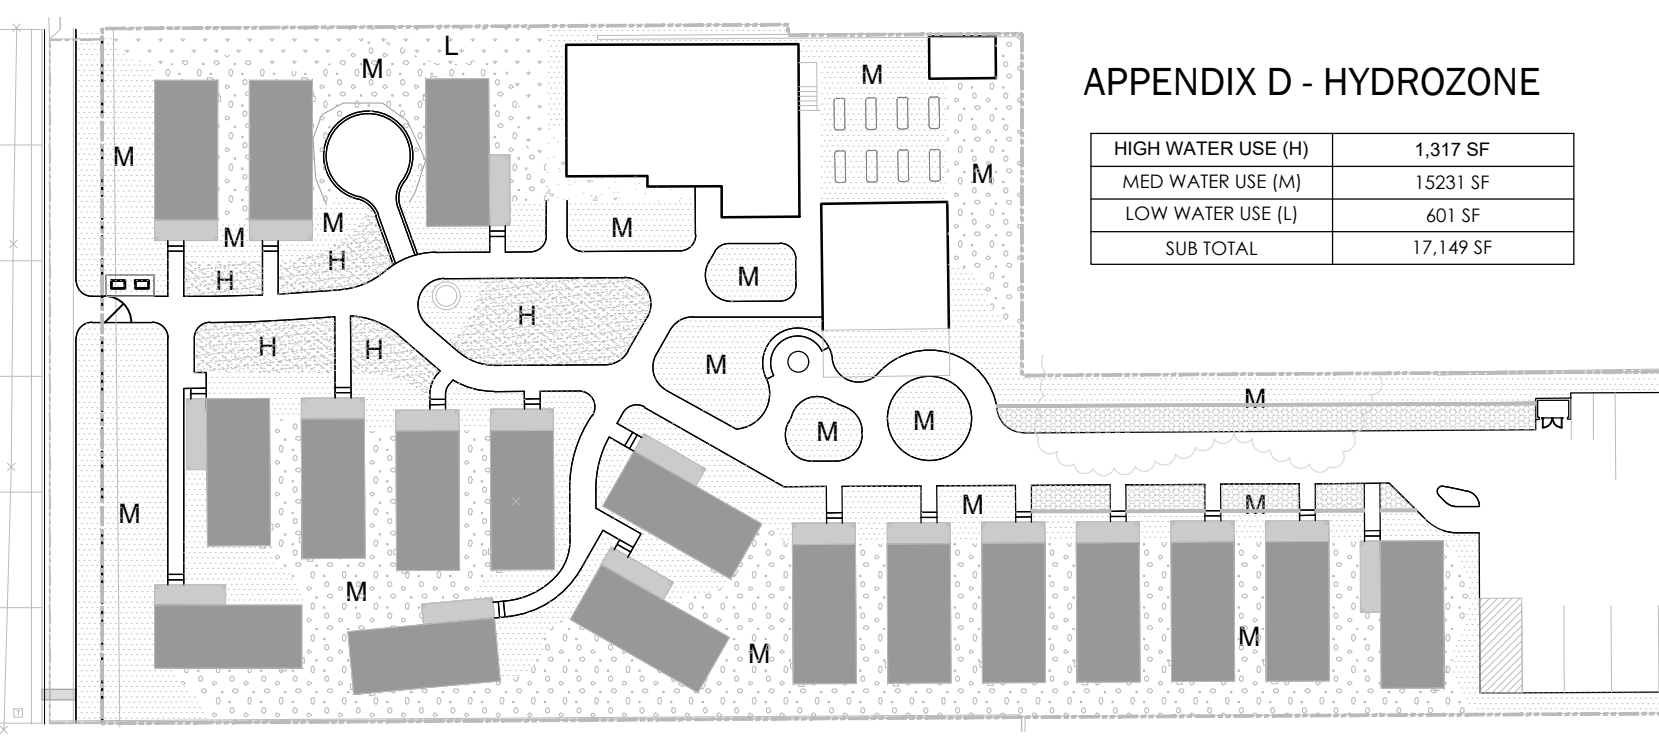 L
M
M
APPENDIX D - HYDROZONE
HIGH WATER USE (H) 1,317 SF
MED WATER USE (M) 15231 SF
LOW WATER USE (L) 601 SF
SUB TOTAL 17,149 SF
M
M
M
M
M
H
H
M
M
H
H
H
M
M
M
M
M
M
M
M
M
M
M
T